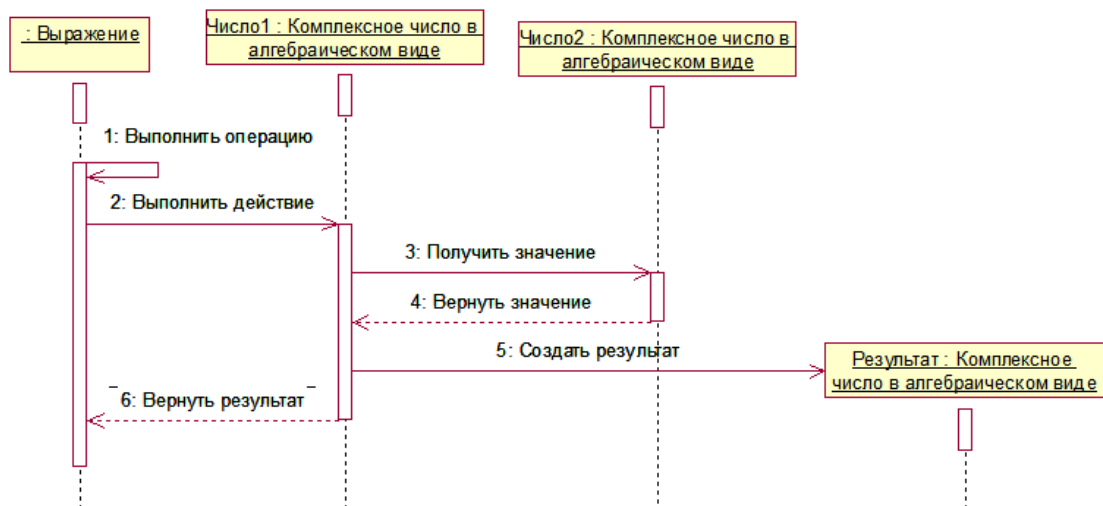 : Выражение
Число1 : Комплексное число в
алгебраическом виде
Число2 : Комплексное число в
алгебраическом виде
1: Выполнить операцию
2: Выполнить действие
3: Получить значение
4: Вернуть значение
5: Создать результат
Результат : Комплексное
число в алгебраическом виде
6: Вернуть результат